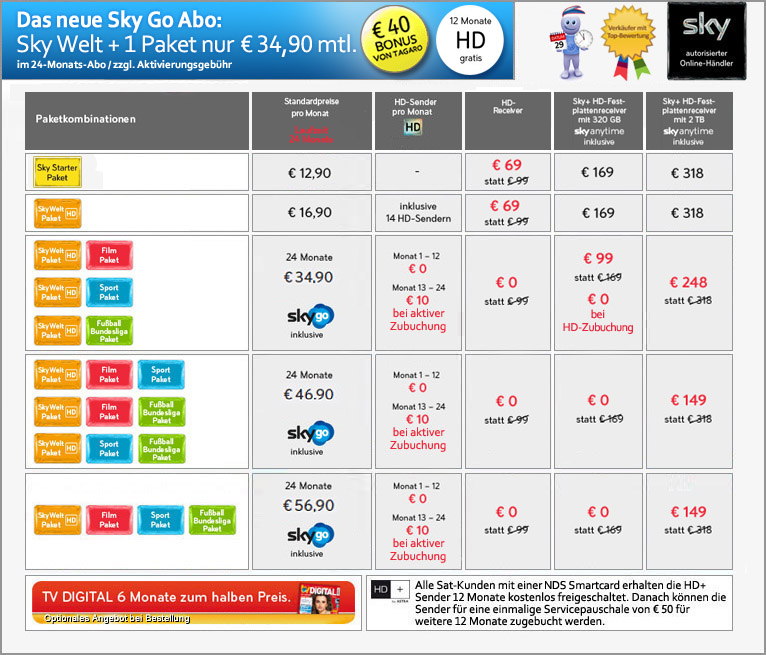 Das neue Sky Go Abo:
Sky Welt + 1 Paket nur € 34,90 mtl.
im 24-Monats-Abo / zzgl. Aktivierungsgebühr
€ 40
BONUS
VON TAGARO
12 Monate
HD
gratis
29
Verkäufer mit
Top-Bewertung
sky
autorisierter
Online-Händler
Paketkombinationen
Standardpreise
pro Monat
24 Monate
HD-Sender
pro Monat
HD
HD-
Receiver
Sky+ HD-Fest-
plattenreceiver
mit 320 GB
skyanytime
inklusive
Sky+ HD-Fest-
plattenreceiver
mit 2 TB
skyanytime
inklusive
Sky Starter
Paket
€ 12,90
-
€ 69
statt € 99
€ 169
€ 318
Sky Welt
Paket HD
€ 16,90
inklusive
14 HD-Sendern
€ 69
statt € 99
€ 169
€ 318
Sky Welt
Paket HD
Film
Paket
Sky Welt
Paket HD
Sport
Paket
Sky Welt
Paket HD
Fußball
Bundesliga
Paket
24 Monate
€ 34,90
sky go
inklusive
Monat 1 – 12
€ 0
Monat 13 – 24
€ 10
bei aktiver
Zubuchung
€ 0
statt € 99
€ 99
statt € 169
€ 0
bei
HD-Zubuchung
€ 248
statt € 318
Sky Welt
Paket HD
Film
Paket
Sport
Paket
Sky Welt
Paket HD
Film
Paket
Fußball
Bundesliga
Paket
Sky Welt
Paket HD
Sport
Paket
Fußball
Bundesliga
Paket
24 Monate
€ 46.90
sky go
inklusive
Monat 1 – 12
€ 0
Monat 13 – 24
€ 10
bei aktiver
Zubuchung
€ 0
statt € 99
€ 0
statt € 169
€ 149
statt € 318
Sky Welt
Paket HD
Film
Paket
Sport
Paket
Fußball
Bundesliga
Paket
24 Monate
€ 56,90
sky go
inklusive
Monat 1 – 12
€ 0
Monat 13 – 24
€ 10
bei aktiver
Zubuchung
€ 0
statt € 99
€ 0
statt € 169
€ 149
statt € 318
TV DIGITAL 6 Monate zum halben Preis.
DIGITAL
Optionales Angebot bei Bestellung
HD +
by ASTRA
Alle Sat-Kunden mit einer NDS Smartcard erhalten die HD+
Sender 12 Monate kostenlos freigeschaltet. Danach können die
Sender für eine einmalige Servicepauschale von € 50 für
weitere 12 Monate zugebucht werden.